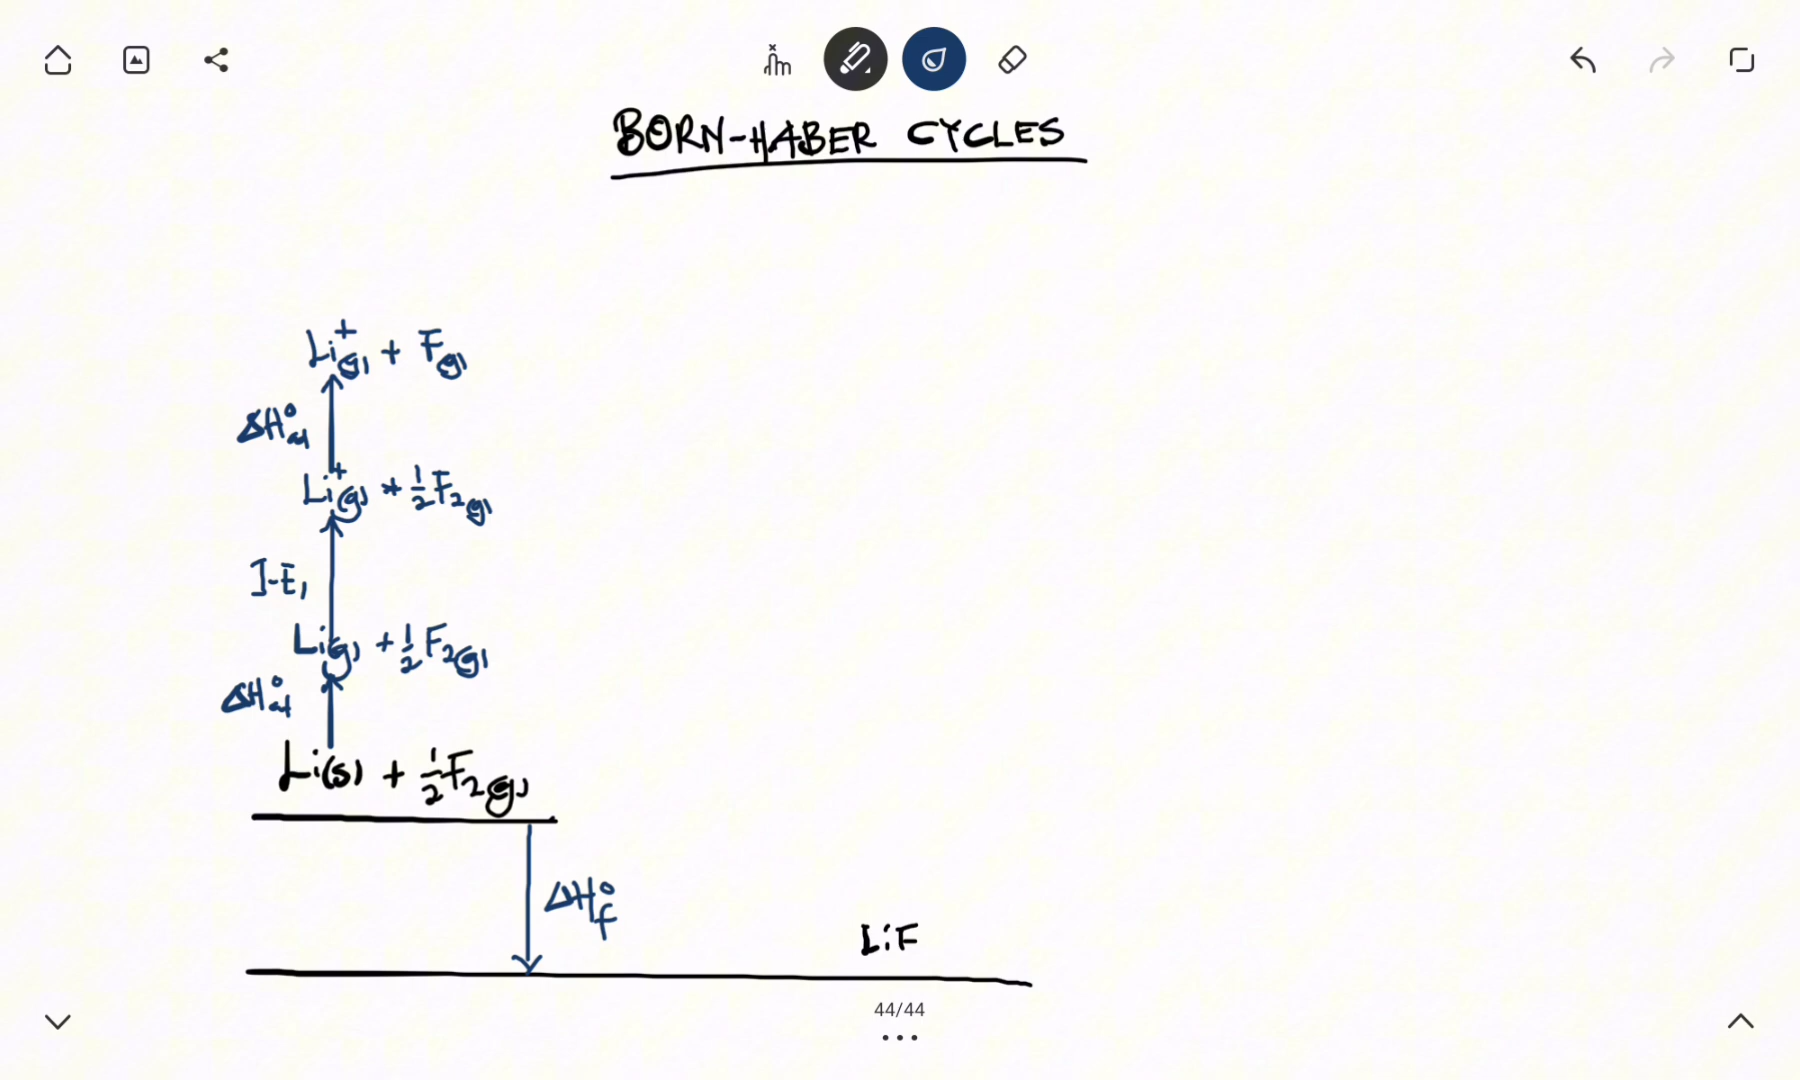 BORN-HABER CYCLES
Li⁺(g) + F(g)
ΔH°at
Li⁺(g) + ½F₂(g)
I-E₁
Li(g) + ½F₂(g)
ΔH°at
Li(s) + ½F₂(g)
ΔH°f
LiF
44/44